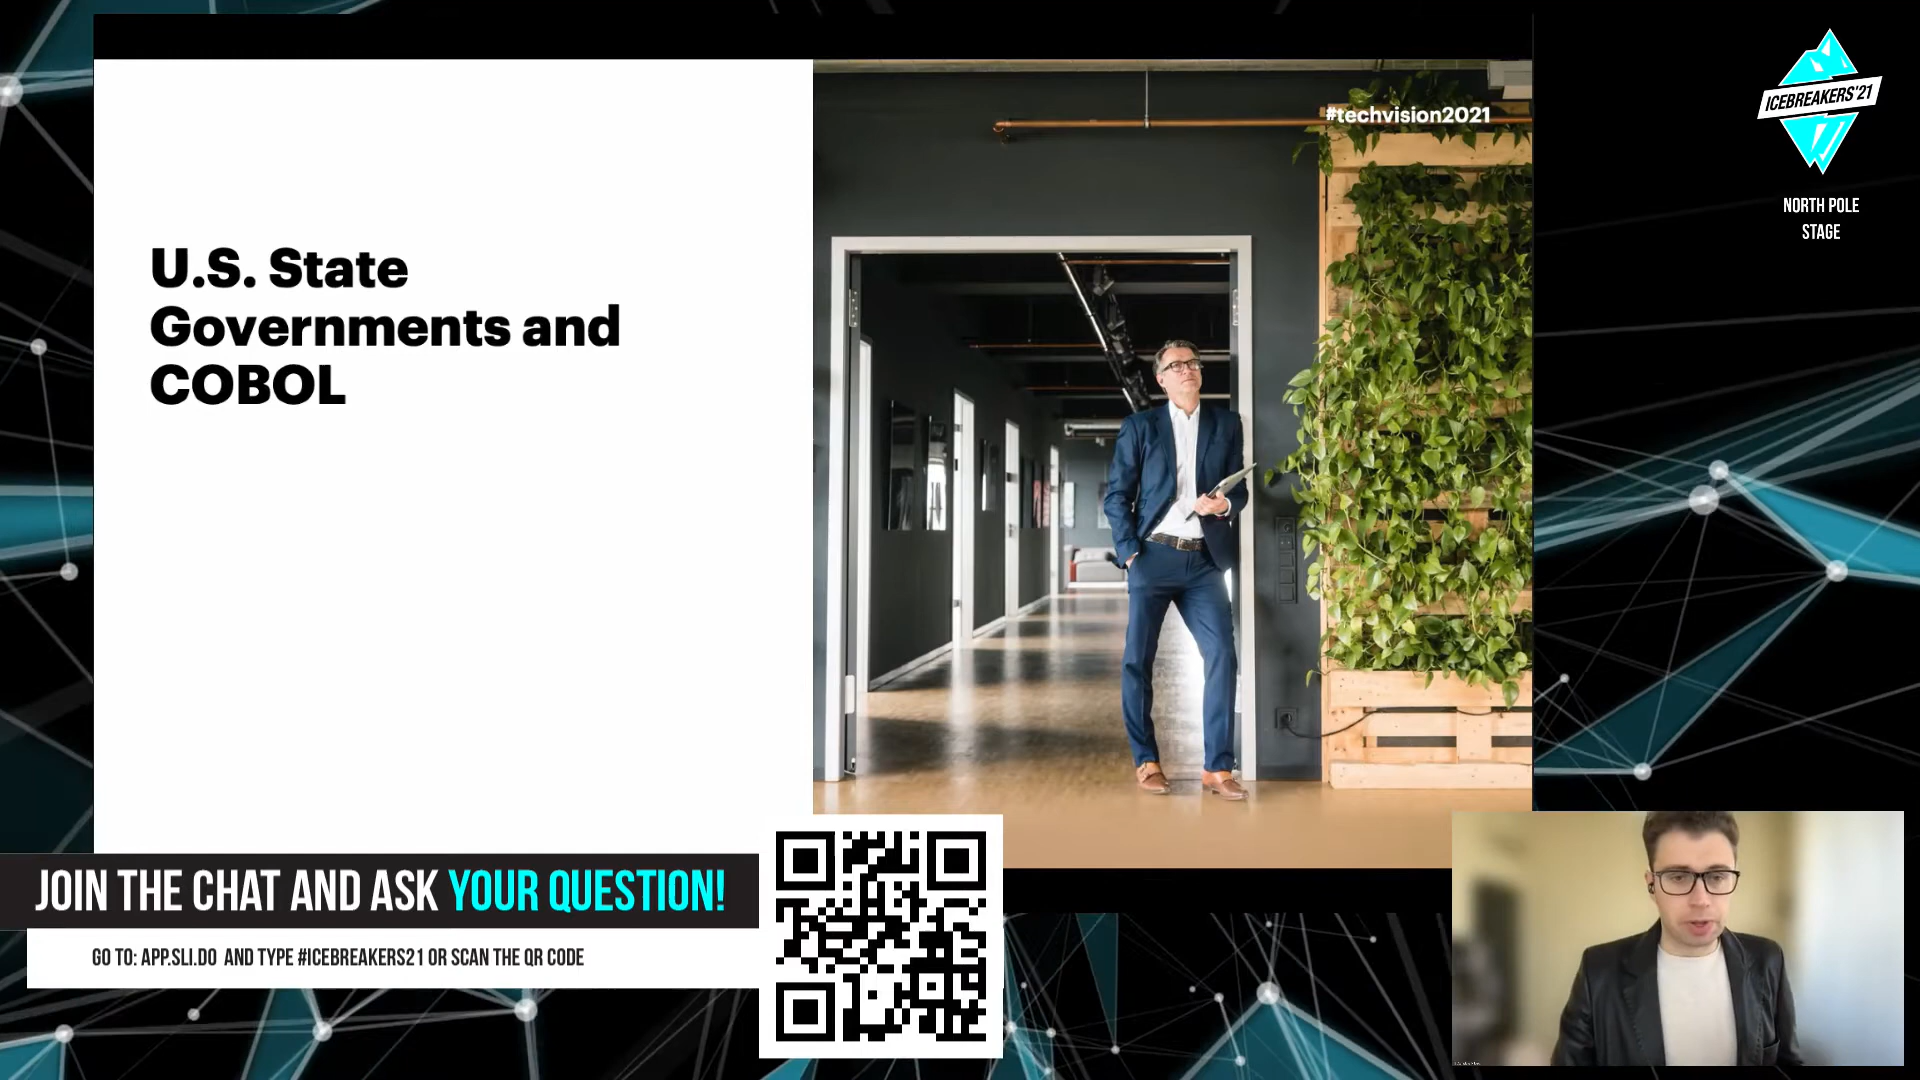 #techvision2021
ICEBREAKERS'21
NORTH POLE
STAGE
U.S. State
Governments and
COBOL
JOIN THE CHAT AND ASK YOUR QUESTION!
GO TO: APP.SLI.DO AND TYPE #ICEBREAKERS21 OR SCAN THE QR CODE